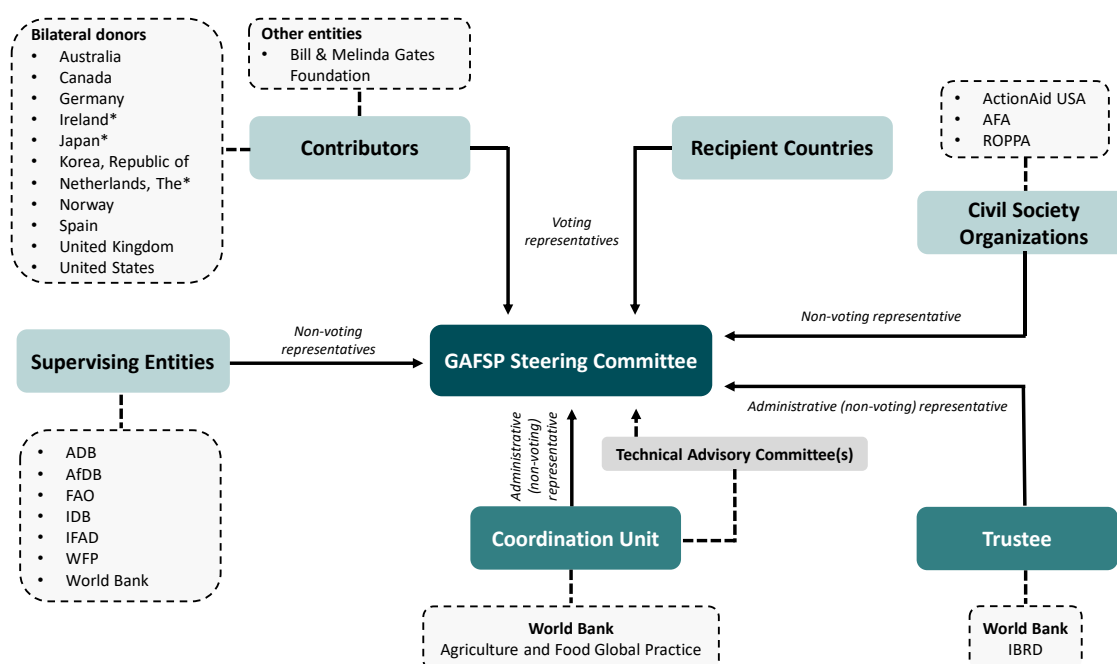 Bilateral donors
• Australia
• Canada
• Germany
• Ireland*
• Japan*
• Korea, Republic of
• Netherlands, The*
• Norway
• Spain
• United Kingdom
• United States
Other entities
• Bill & Melinda Gates
Foundation
Contributors
Recipient Countries
• ActionAid USA
• AFA
• ROPPA
Civil Society
Organizations
Voting
representatives
Non-voting
representatives
Non-voting representative
Supervising Entities
GAFSP Steering Committee
Administrative (non-voting) representative
• ADB
• AfDB
• FAO
• IDB
• IFAD
• WFP
• World Bank
Administrative
(non-voting)
representative
Technical Advisory Committee(s)
Coordination Unit
Trustee
World Bank
Agriculture and Food Global Practice
World Bank
IBRD